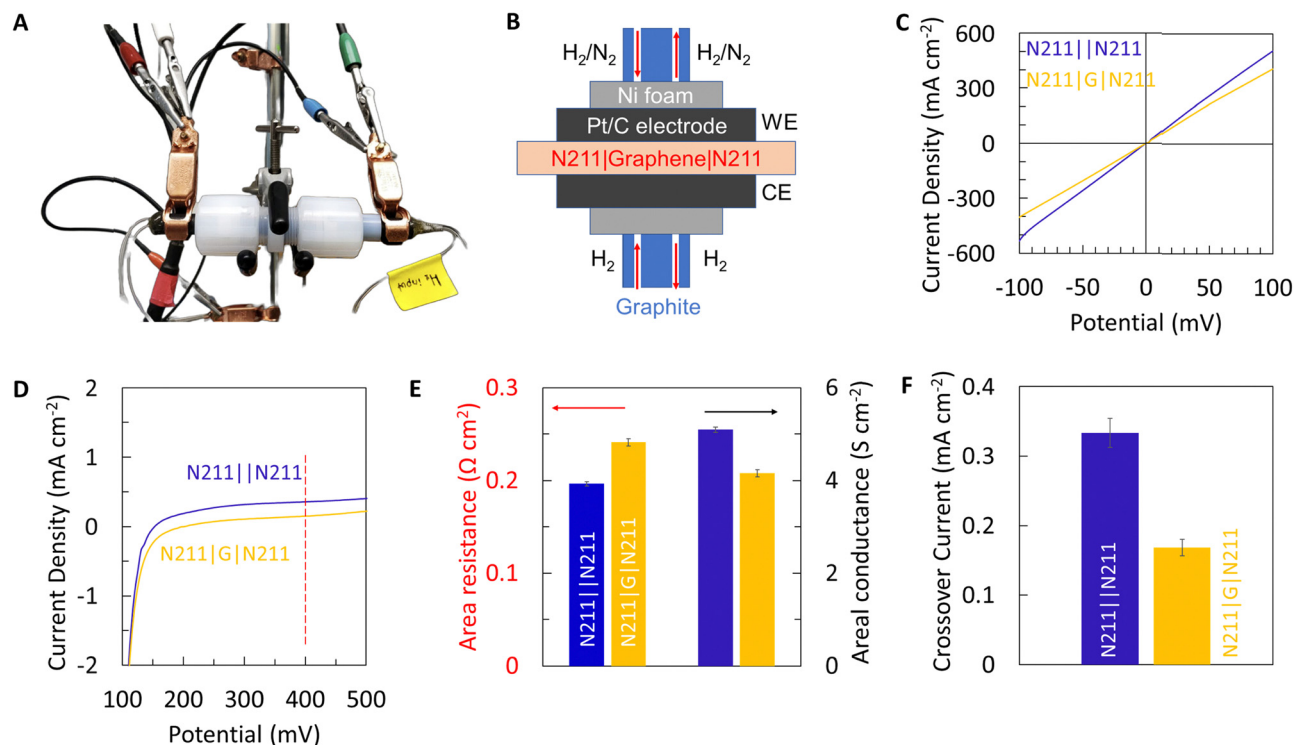 A
H₂ input
B
H₂/N₂ H₂/N₂
Ni foam
Pt/C electrode WE
N211|Graphene|N211
CE
H₂ H₂
Graphite
C
Current Density (mA cm⁻²)
600
300
0
-300
-600
N211||N211
N211|G|N211
-100 -50 0 50 100
Potential (mV)
D
Current Density (mA cm⁻²)
2
1
0
-1
-2
N211||N211
N211|G|N211
100 200 300 400 500
Potential (mV)
E
Area resistance (Ω cm²)
0.3
0.2
0.1
0
N211||N211
N211|G|N211
6
4
2
0
Areal conductance (S cm⁻²)
F
Crossover Current (mA cm⁻²)
0.4
0.3
0.2
0.1
0
N211||N211
N211|G|N211